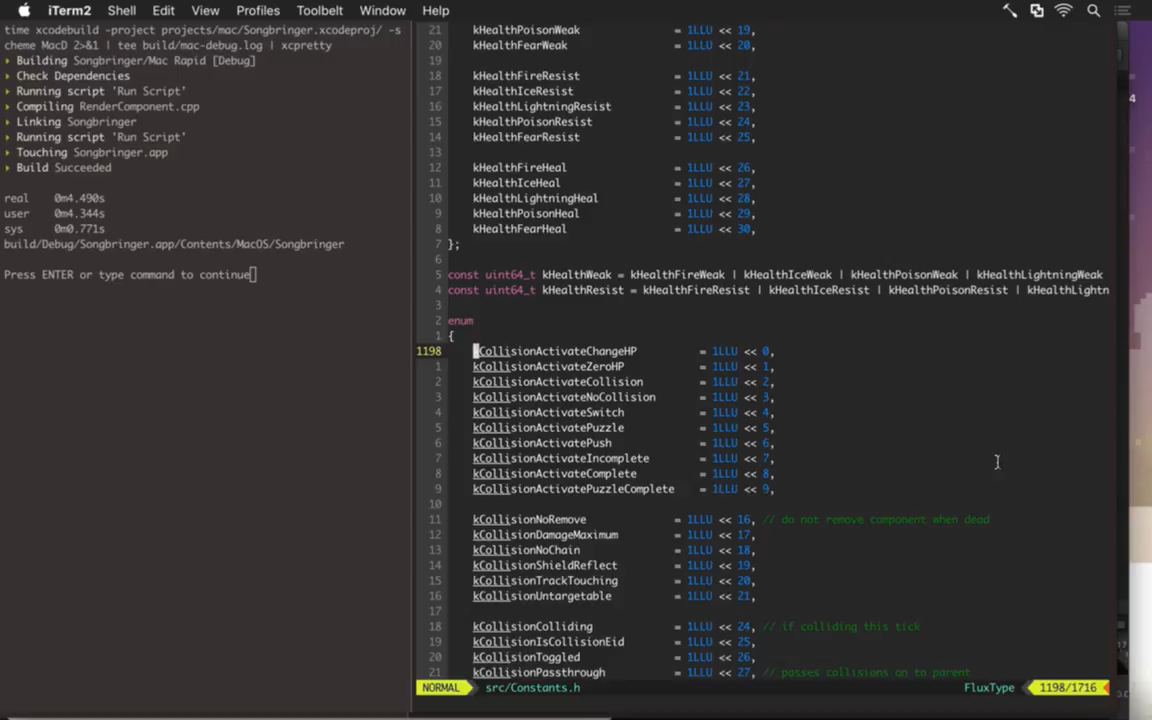 iTerm2 Shell Edit View Profiles Toolbelt Window Help
time xcodebuild -project projects/mac/Songbringer.xcodeproj/ -s
cheme MacD 2>&1 | tee build/mac-debug.log | xcpretty
▸ Building Songbringer/Mac Rapid [Debug]
▸ Check Dependencies
▸ Running script 'Run Script'
▸ Compiling RenderComponent.cpp
▸ Linking Songbringer
▸ Running script 'Run Script'
▸ Touching Songbringer.app
▸ Build Succeeded
real 0m4.490s
user 0m4.344s
sys 0m0.771s
build/Debug/Songbringer.app/Contents/MacOS/Songbringer
Press ENTER or type command to continue
21 kHealthPoisonWeak = 1LLU << 19,
20 kHealthFearWeak = 1LLU << 20,
19
18 kHealthFireResist = 1LLU << 21,
17 kHealthIceResist = 1LLU << 22,
16 kHealthLightningResist = 1LLU << 23,
15 kHealthPoisonResist = 1LLU << 24,
14 kHealthFearResist = 1LLU << 25,
13
12 kHealthFireHeal = 1LLU << 26,
11 kHealthIceHeal = 1LLU << 27,
10 kHealthLightningHeal = 1LLU << 28,
9 kHealthPoisonHeal = 1LLU << 29,
8 kHealthFearHeal = 1LLU << 30,
7 };
6
5 const uint64_t kHealthWeak = kHealthFireWeak | kHealthIceWeak | kHealthPoisonWeak | kHealthLightningWeak
4 const uint64_t kHealthResist = kHealthFireResist | kHealthIceResist | kHealthPoisonResist | kHealthLightn
3
2 enum
1 {
1198 kCollisionActivateChangeHP = 1LLU << 0,
1 kCollisionActivateZeroHP = 1LLU << 1,
2 kCollisionActivateCollision = 1LLU << 2,
3 kCollisionActivateNoCollision = 1LLU << 3,
4 kCollisionActivateSwitch = 1LLU << 4,
5 kCollisionActivatePuzzle = 1LLU << 5,
6 kCollisionActivatePush = 1LLU << 6,
7 kCollisionActivateIncomplete = 1LLU << 7,
8 kCollisionActivateComplete = 1LLU << 8,
9 kCollisionActivatePuzzleComplete = 1LLU << 9,
10
11 kCollisionNoRemove = 1LLU << 16, // do not remove component when dead
12 kCollisionDamageMaximum = 1LLU << 17,
13 kCollisionNoChain = 1LLU << 18,
14 kCollisionShieldReflect = 1LLU << 19,
15 kCollisionTrackTouching = 1LLU << 20,
16 kCollisionUntargetable = 1LLU << 21,
17
18 kCollisionColliding = 1LLU << 24, // if colliding this tick
19 kCollisionIsCollisionEid = 1LLU << 25,
20 kCollisionToggled = 1LLU << 26,
21 kCollisionPassthrough = 1LLU << 27, // passes collisions on to parent
NORMAL src/Constants.h FluxType 1198/1716
4